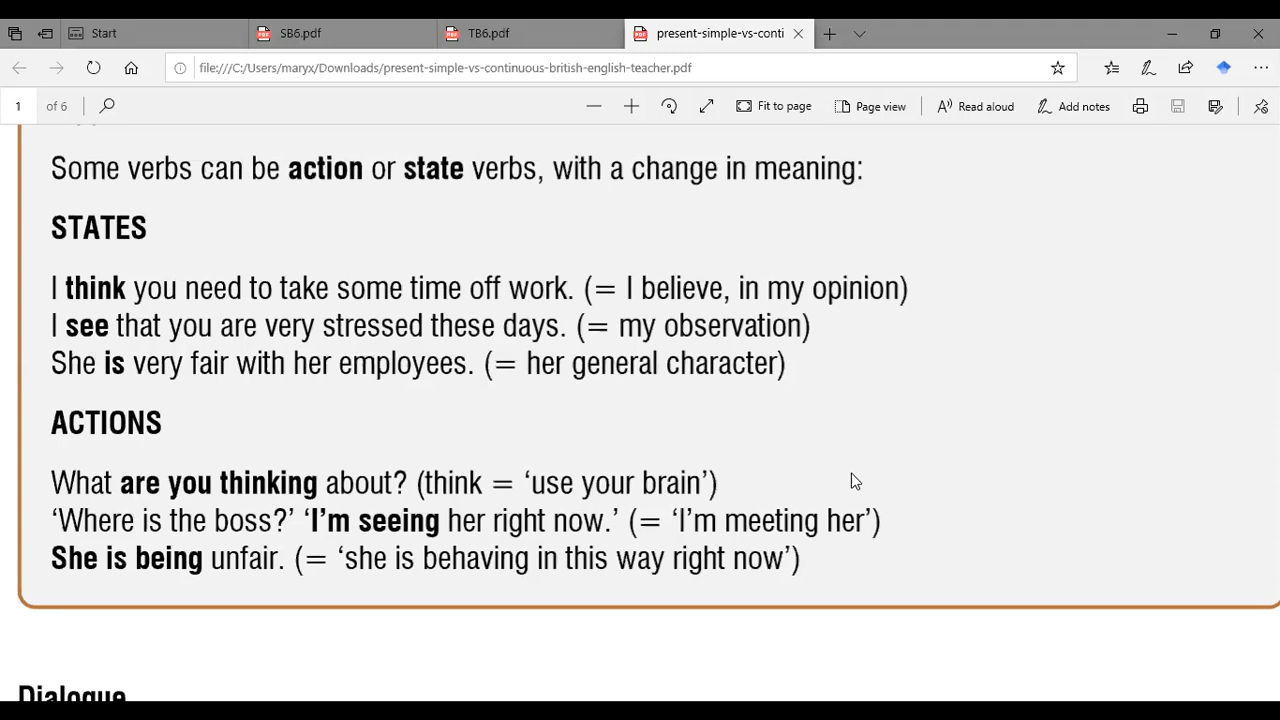 Start
SB6.pdf
TB6.pdf
present-simple-vs-conti
file:///C:/Users/maryx/Downloads/present-simple-vs-continuous-british-english-teacher.pdf
1 of 6
Fit to page
Page view
Read aloud
Add notes
Some verbs can be action or state verbs, with a change in meaning:
STATES
I think you need to take some time off work. (= I believe, in my opinion)
I see that you are very stressed these days. (= my observation)
She is very fair with her employees. (= her general character)
ACTIONS
What are you thinking about? (think = ‘use your brain’)
‘Where is the boss?’ ‘I’m seeing her right now.’ (= ‘I’m meeting her’)
She is being unfair. (= ‘she is behaving in this way right now’)
Dialogue